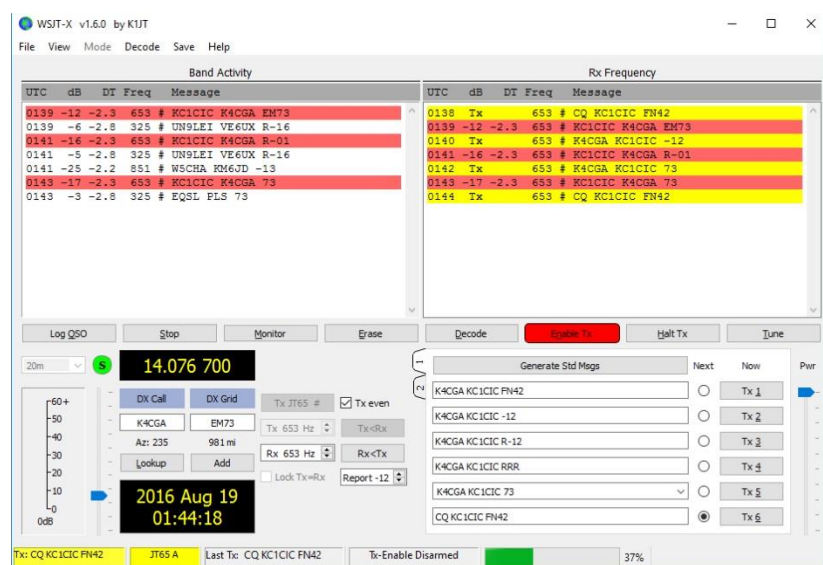 WSJT-X v1.6.0 by K1JT
File View Mode Decode Save Help
Band Activity
UTC dB DT Freq Message
0139 -12 -2.3 653 # KC1CIC K4CGA EM73
0139 -6 -2.8 325 # UN9LEI VE6UX R-16
0141 -16 -2.3 653 # KC1CIC K4CGA R-01
0141 -5 -2.8 325 # UN9LEI VE6UX R-16
0141 -25 -2.2 851 # W5CHA KM6JD -13
0143 -17 -2.3 653 # KC1CIC K4CGA 73
0143 -3 -2.8 325 # EQSL PLS 73
Rx Frequency
UTC dB DT Freq Message
0138 Tx 653 # CQ KC1CIC FN42
0139 -12 -2.3 653 # KC1CIC K4CGA EM73
0140 Tx 653 # K4CGA KC1CIC -12
0141 -16 -2.3 653 # KC1CIC K4CGA R-01
0142 Tx 653 # K4CGA KC1CIC 73
0143 -17 -2.3 653 # KC1CIC K4CGA 73
0144 Tx 653 # CQ KC1CIC FN42
Log QSO Stop Monitor Erase Decode Enable Tx Halt Tx Tune
20m S 14.076 700
60+
50
40
30
20
10
0
0dB
DX Call DX Grid
K4CGA EM73
Az: 235 981 mi
Lookup Add
2016 Aug 19
01:44:18
Tx JT65 # Tx even
Tx 653 Hz Tx<Rx
Rx 653 Hz Rx<Tx
Lock Tx=Rx Report -12
1
2
Generate Std Msgs Next Now Pwr
K4CGA KC1CIC FN42 Tx 1
K4CGA KC1CIC -12 Tx 2
K4CGA KC1CIC R-12 Tx 3
K4CGA KC1CIC RRR Tx 4
K4CGA KC1CIC 73 Tx 5
CQ KC1CIC FN42 Tx 6
Tx: CQ KC1CIC FN42 JT65 A Last Tx: CQ KC1CIC FN42 Tx-Enable Disarmed 37%